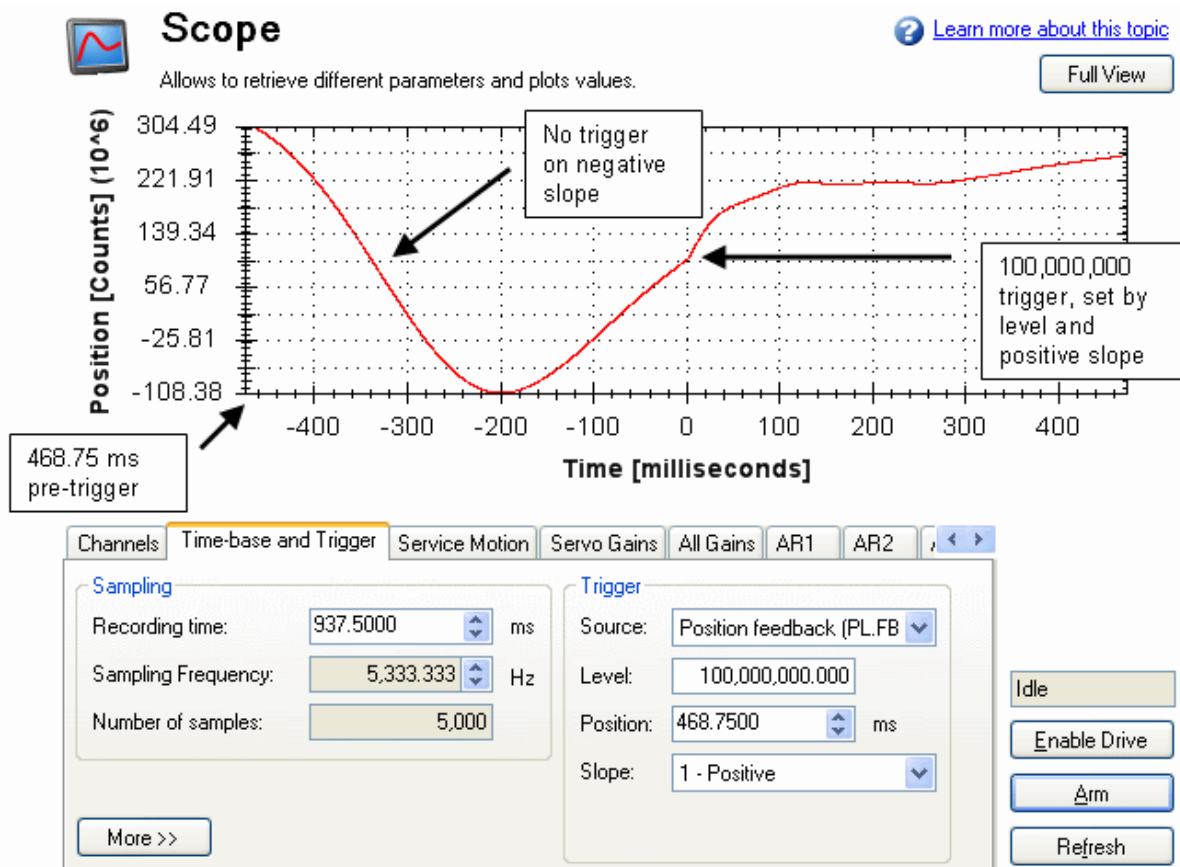 Scope
Learn more about this topic
Allows to retrieve different parameters and plots values.
Full View
Position [Counts] (10^6)
304.49
221.91
139.34
56.77
-25.81
-108.38
No trigger
on negative
slope
100,000,000
trigger, set by
level and
positive slope
-400
-300
-200
-100
0
100
200
300
400
Time [milliseconds]
468.75 ms
pre-trigger
Channels
Time-base and Trigger
Service Motion
Servo Gains
All Gains
AR1
AR2
Sampling
Recording time:
937.5000
ms
Sampling Frequency:
5,333.333
Hz
Number of samples:
5,000
More >>
Trigger
Source:
Position feedback (PL.FB
Level:
100,000,000.000
Position:
468.7500
ms
Slope:
1 - Positive
Idle
Enable Drive
Arm
Refresh